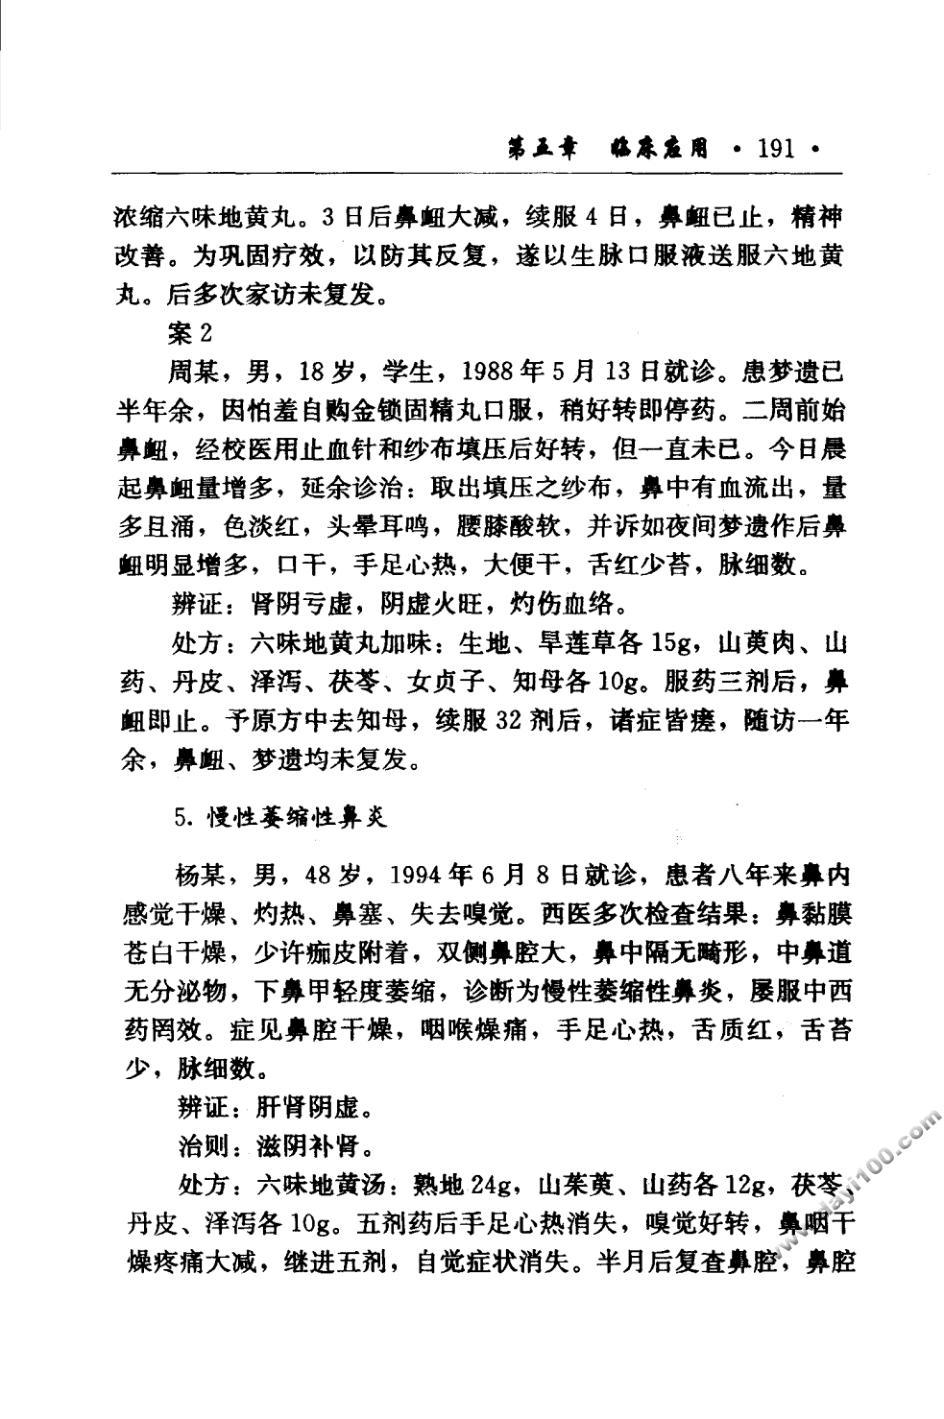 第五章 临床应用 · 191 ·
浓缩六味地黄丸。3 日后鼻衄大减，续服 4 日，鼻衄已止，精神
改善。为巩固疗效，以防其反复，遂以生脉口服液送服六地黄
丸。后多次家访未复发。
案 2
周某，男，18 岁，学生，1988 年 5 月 13 日就诊。患梦遗已
半年余，因怕羞自购金锁固精丸口服，稍好转即停药。二周前始
鼻衄，经校医用止血针和纱布填压后好转，但一直未已。今日晨
起鼻衄量增多，延余诊治：取出填压之纱布，鼻中有血流出，量
多且涌，色淡红，头晕耳鸣，腰膝酸软，并诉如夜间梦遗作后鼻
衄明显增多，口干，手足心热，大便干，舌红少苔，脉细数。
辨证：肾阴亏虚，阴虚火旺，灼伤血络。
处方：六味地黄丸加味：生地、旱莲草各 15g，山萸肉、山
药、丹皮、泽泻、茯苓、女贞子、知母各 10g。服药三剂后，鼻
衄即止。予原方中去知母，续服 32 剂后，诸症皆瘥，随访一年
余，鼻衄、梦遗均未复发。
5. 慢性萎缩性鼻炎
杨某，男，48 岁，1994 年 6 月 8 日就诊，患者八年来鼻内
感觉干燥、灼热、鼻塞、失去嗅觉。西医多次检查结果：鼻黏膜
苍白干燥，少许痂皮附着，双侧鼻腔大，鼻中隔无畸形，中鼻道
无分泌物，下鼻甲轻度萎缩，诊断为慢性萎缩性鼻炎，屡服中西
药罔效。症见鼻腔干燥，咽喉燥痛，手足心热，舌质红，舌苔
少，脉细数。
辨证：肝肾阴虚。
治则：滋阴补肾。
处方：六味地黄汤：熟地 24g，山茱萸、山药各 12g，茯苓、
丹皮、泽泻各 10g。五剂药后手足心热消失，嗅觉好转，鼻咽干
燥疼痛大减，继进五剂，自觉症状消失。半月后复查鼻腔，鼻腔
www.dayi100.com